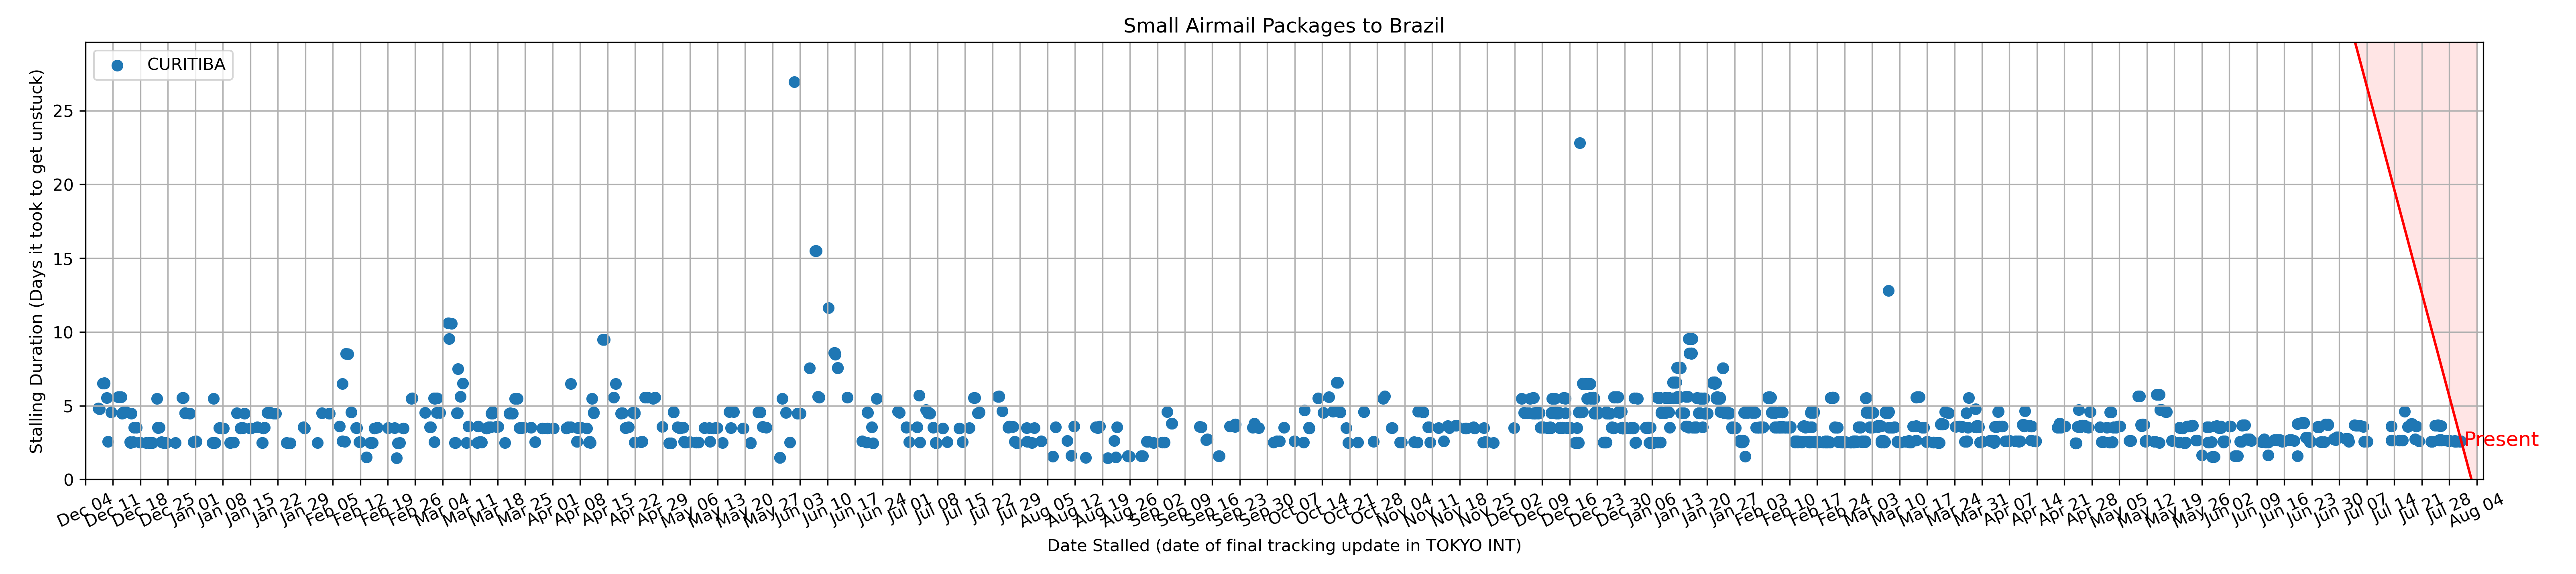 Small Airmail Packages to Brazil
CURITIBA
Stalling Duration (Days it took to get unstuck)
25
20
15
10
5
0
Present
Dec 04
Dec 11
Dec 18
Dec 25
Jan 01
Jan 08
Jan 15
Jan 22
Jan 29
Feb 05
Feb 12
Feb 19
Feb 26
Mar 04
Mar 11
Mar 18
Mar 25
Apr 01
Apr 08
Apr 15
Apr 22
Apr 29
May 06
May 13
May 20
May 27
Jun 03
Jun 10
Jun 17
Jun 24
Jul 01
Jul 08
Jul 15
Jul 22
Jul 29
Aug 05
Aug 12
Aug 19
Aug 26
Sep 02
Sep 09
Sep 16
Sep 23
Sep 30
Oct 07
Oct 14
Oct 21
Oct 28
Nov 04
Nov 11
Nov 18
Nov 25
Dec 02
Dec 09
Dec 16
Dec 23
Dec 30
Jan 06
Jan 13
Jan 20
Jan 27
Feb 03
Feb 10
Feb 17
Feb 24
Mar 03
Mar 10
Mar 17
Mar 24
Mar 31
Apr 07
Apr 14
Apr 21
Apr 28
May 05
May 12
May 19
May 26
Jun 02
Jun 09
Jun 16
Jun 23
Jun 30
Jul 07
Jul 14
Jul 21
Jul 28
Aug 04
Date Stalled (date of final tracking update in TOKYO INT)